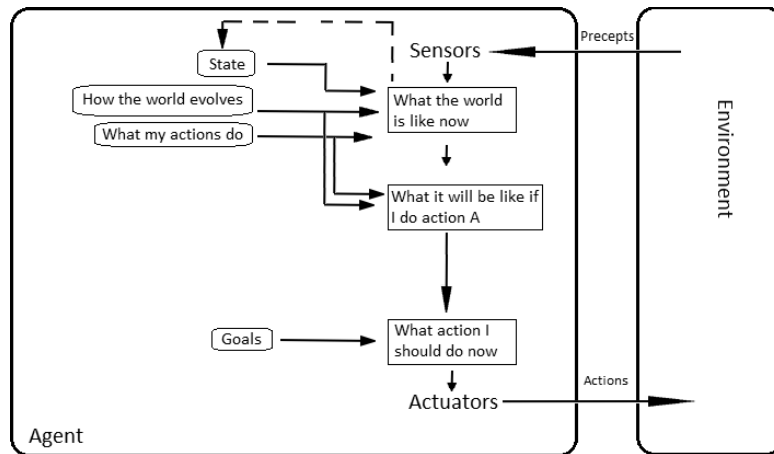 Precepts
Sensors
State
How the world evolves
What the world
is like now
What my actions do
What it will be like if
I do action A
Environment
Goals
What action I
should do now
Actions
Actuators
Agent